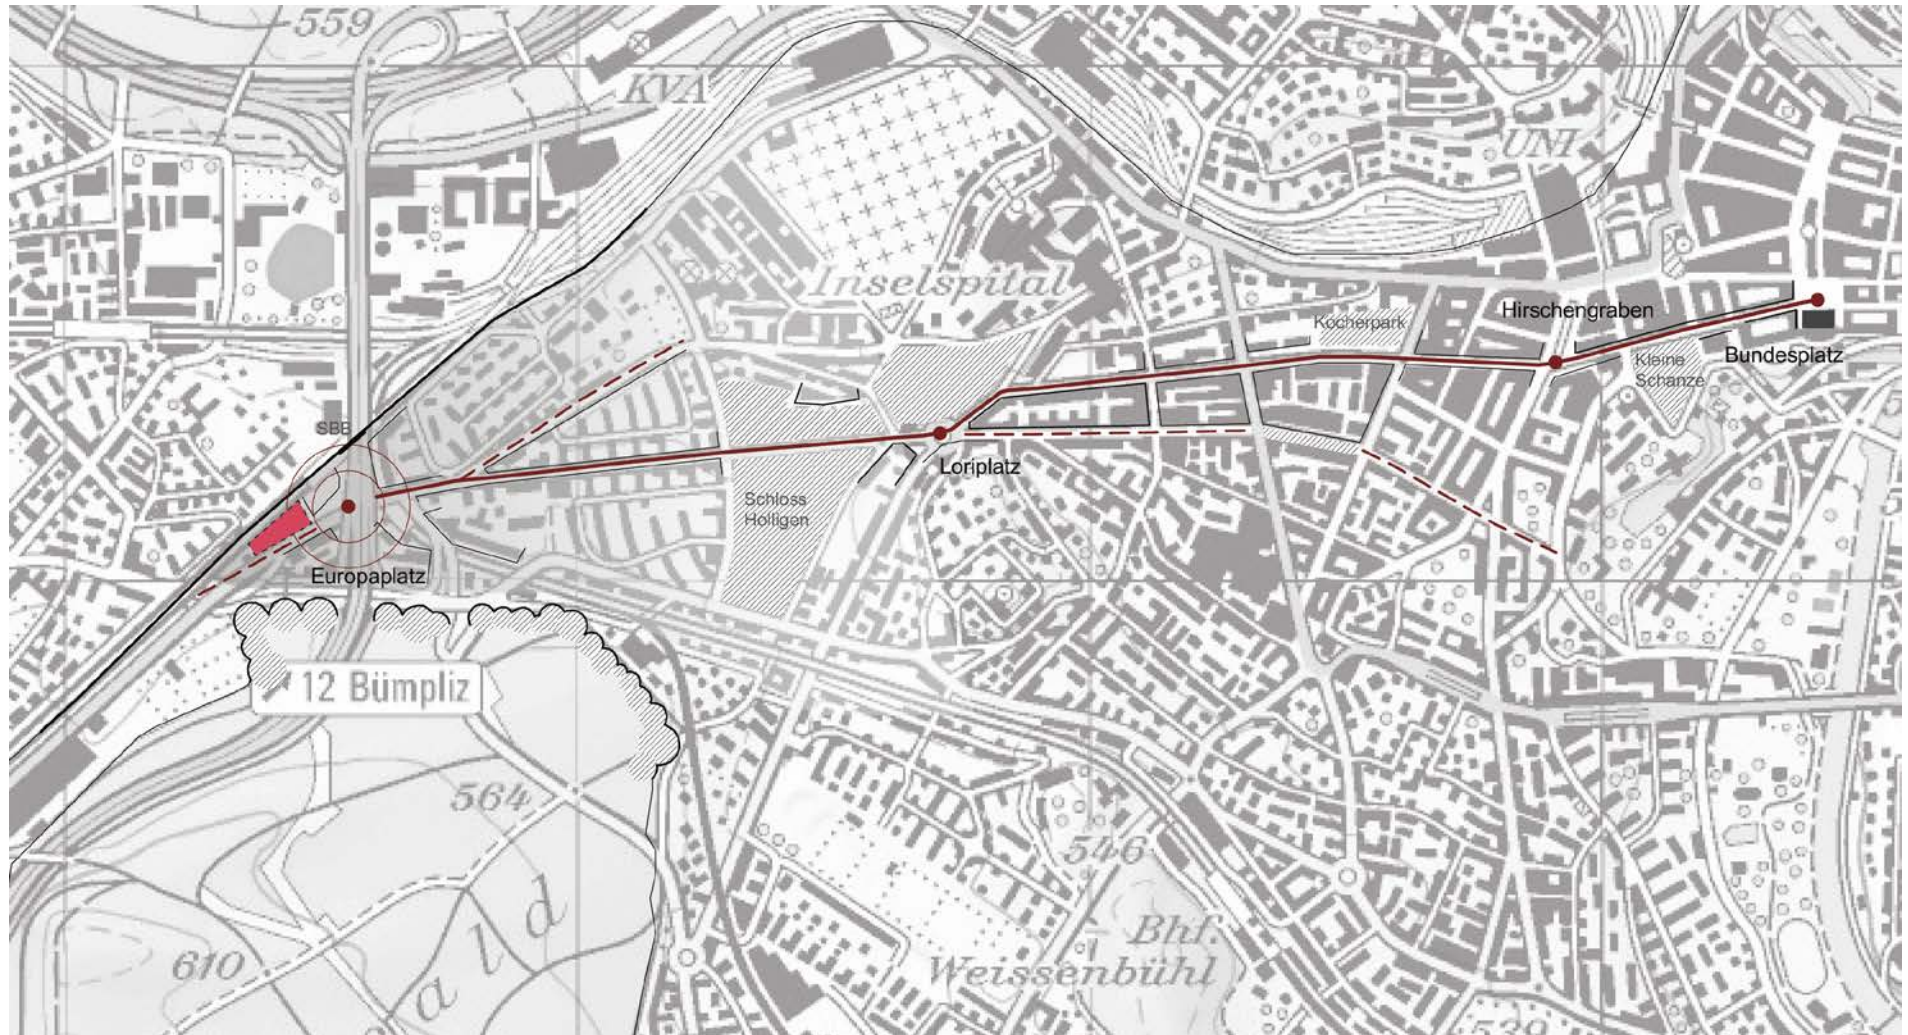 559
KVA
UNI
Inselspital
Hirschengraben
Kocherpark
Bundesplatz
Kleine
Schanze
SBB
Loriplatz
Schloss
Holligen
Europaplatz
12 Bümpliz
564
546
610
ald
Bhf.
Weissenbühl
539